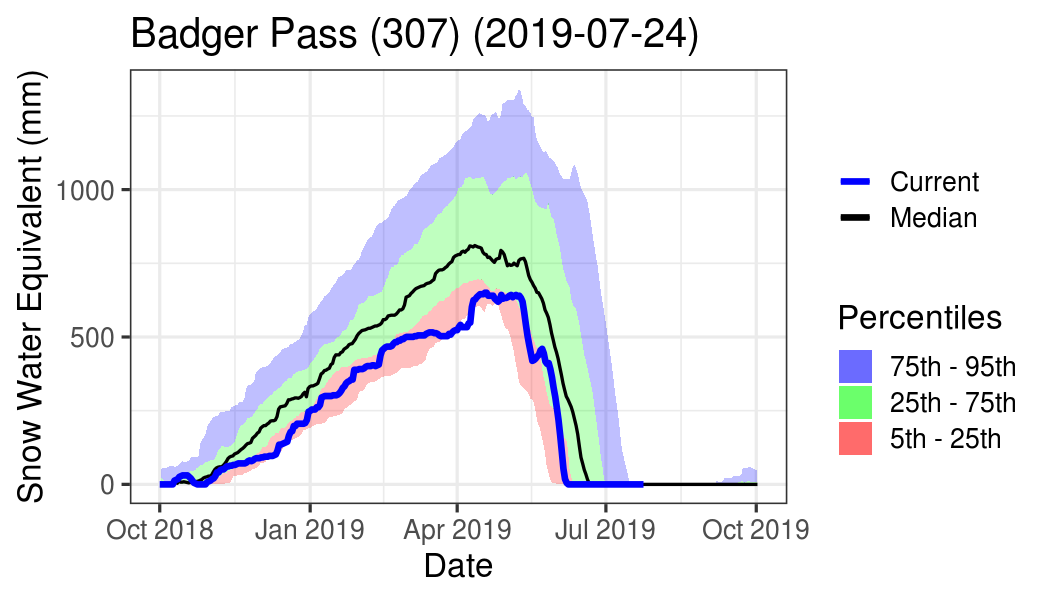 Badger Pass (307) (2019-07-24)
Snow Water Equivalent (mm)
1000
500
0
Oct 2018 Jan 2019 Apr 2019 Jul 2019 Oct 2019
Date
Current
Median
Percentiles
75th - 95th
25th - 75th
5th - 25th